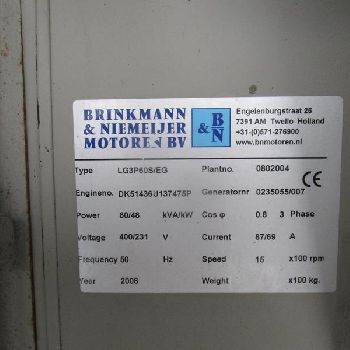 BRINKMANN
& NIEMEIJER
MOTOREN BV
B
&
N
Engelenburgstraat 26
7391 AM Twello Holland
+31-(0)571-276900
www.bnmotoren.nl
Type LG3P60S/EG Plantno. 0802004
Engineno. DK51436U137475P Generatornr 0235055/007
Power 60/48 kVA/kW Cos φ 0.8 3 Phase
Voltage 400/231 V Current 87/69 A
Frequency 50 Hz Speed 15 x100 rpm
Year 2008 Weight x100 kg.
CE